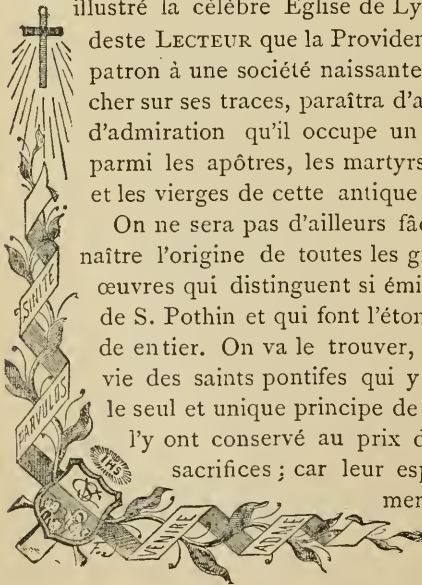 illustré la célèbre Eglise de Ly
deste LECTEUR que la Providen
patron à une société naissante
cher sur ses traces, paraîtra d'a
d'admiration qu'il occupe un
parmi les apôtres, les martyrs
et les vierges de cette antique
On ne sera pas d'ailleurs fâc
naître l'origine de toutes les g
œuvres qui distinguent si émi
de S. Pothin et qui font l'éton
de entier. On va le trouver,
vie des saints pontifes qui y
le seul et unique principe de
l'y ont conservé au prix d
sacrifices ; car leur esp
men
SINITE
PARVULOS
IHS
VENIRE
AD ME